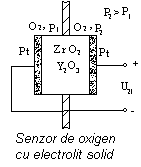 O₂, P₁
O₂, P₂
P₂ > P₁
Pt
ZrO₂
Y₂O₃
Pt
+
U₂₁
-
Senzor de oxigen
cu electrolit solid